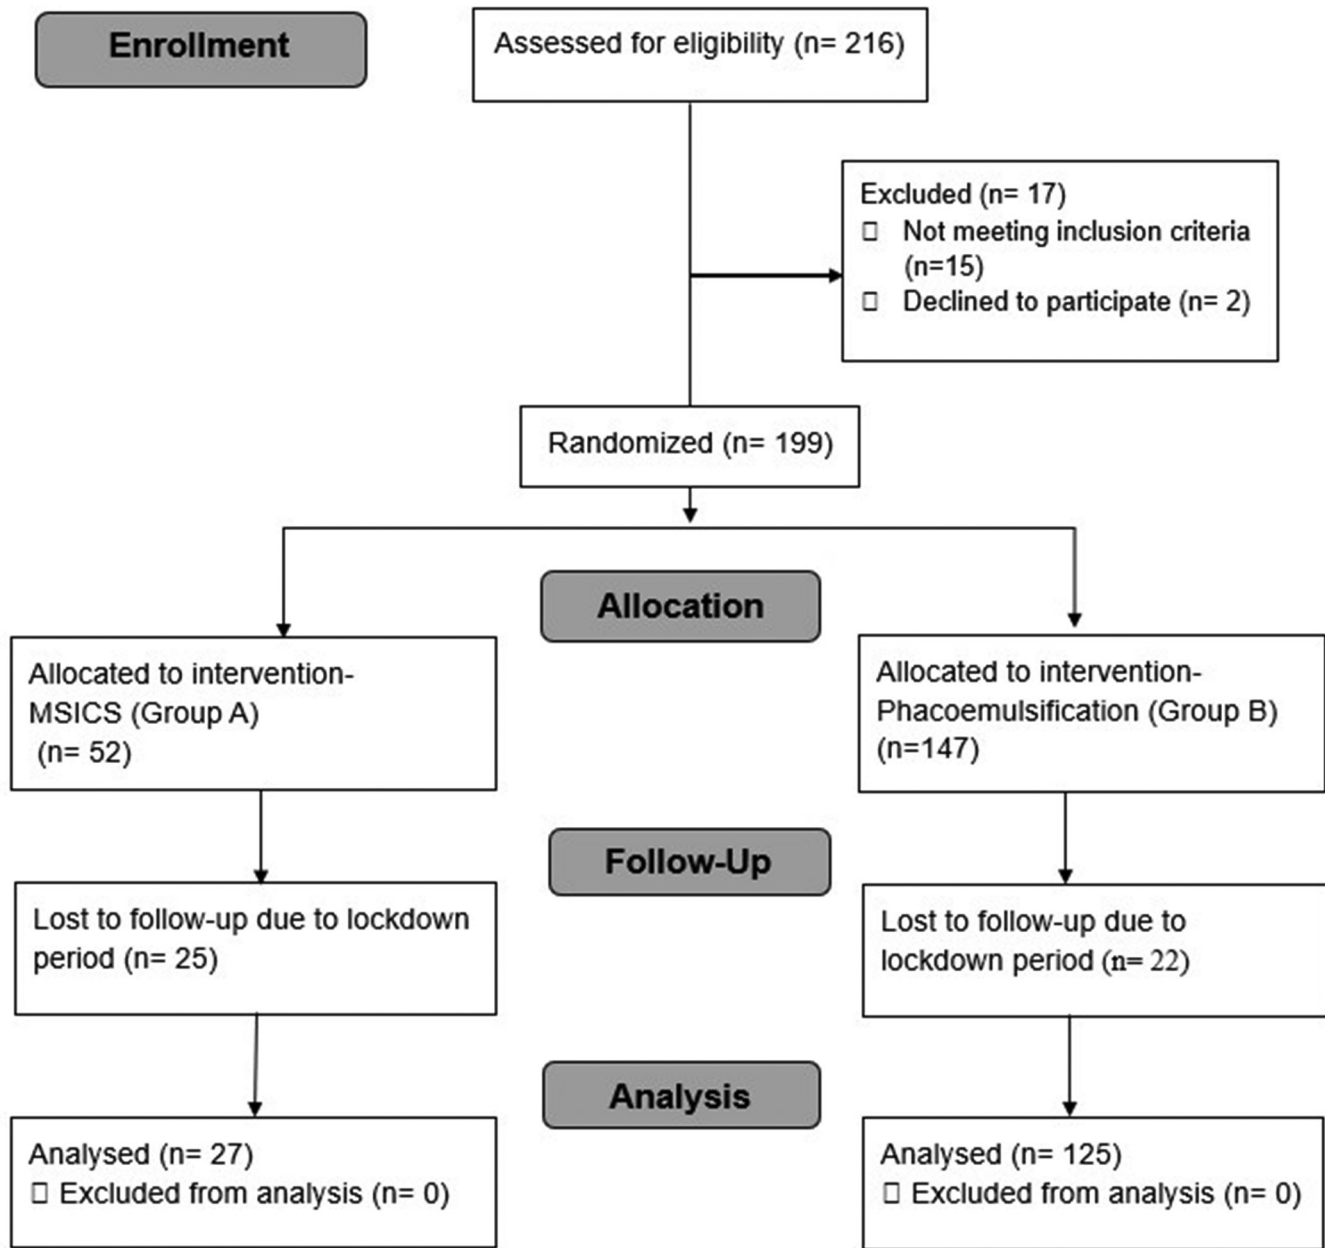 Enrollment
Assessed for eligibility (n= 216)
Excluded (n= 17)
□ Not meeting inclusion criteria
(n=15)
□ Declined to participate (n= 2)
Randomized (n= 199)
Allocation
Allocated to intervention-
MSICS (Group A)
(n= 52)
Allocated to intervention-
Phacoemulsification (Group B)
(n=147)
Follow-Up
Lost to follow-up due to lockdown
period (n= 25)
Lost to follow-up due to
lockdown period (n= 22)
Analysis
Analysed (n= 27)
□ Excluded from analysis (n= 0)
Analysed (n= 125)
□ Excluded from analysis (n= 0)